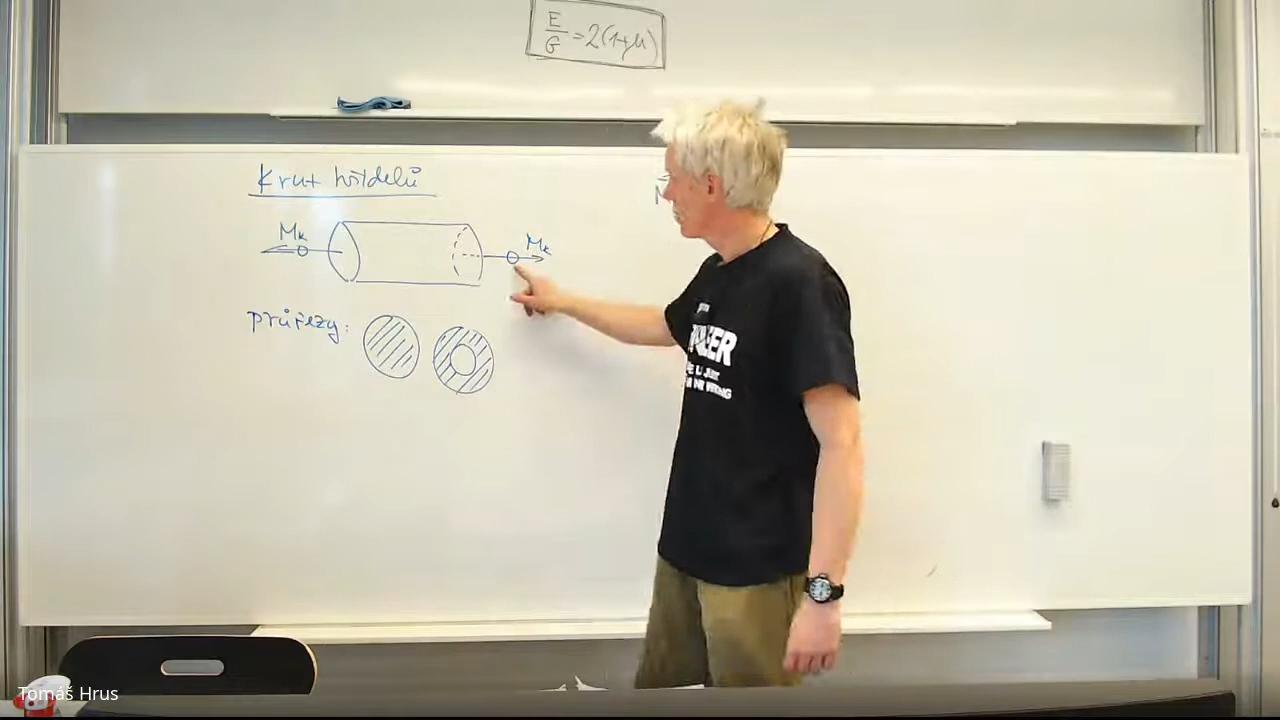 E/G = 2(1+μ)
Krut hřídelů
Mk
Mk
průřezy:
Tomáš Hrus